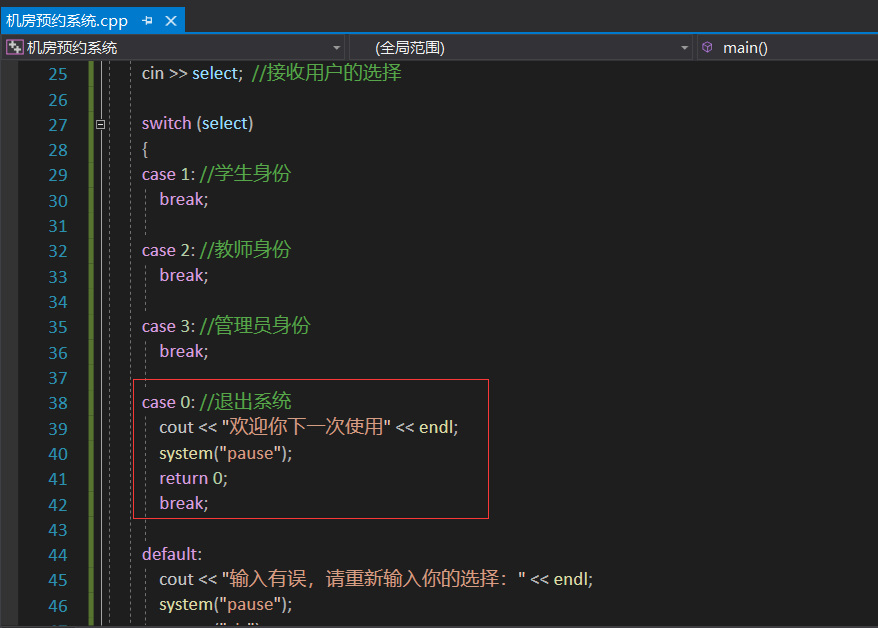 机房预约系统.cpp
机房预约系统 (全局范围) main()
25 cin >> select; //接收用户的选择
26
27 switch (select)
28 {
29 case 1: //学生身份
30 break;
31
32 case 2: //教师身份
33 break;
34
35 case 3: //管理员身份
36 break;
37
38 case 0: //退出系统
39 cout << "欢迎你下一次使用" << endl;
40 system("pause");
41 return 0;
42 break;
43
44 default:
45 cout << "输入有误，请重新输入你的选择：" << endl;
46 system("pause");